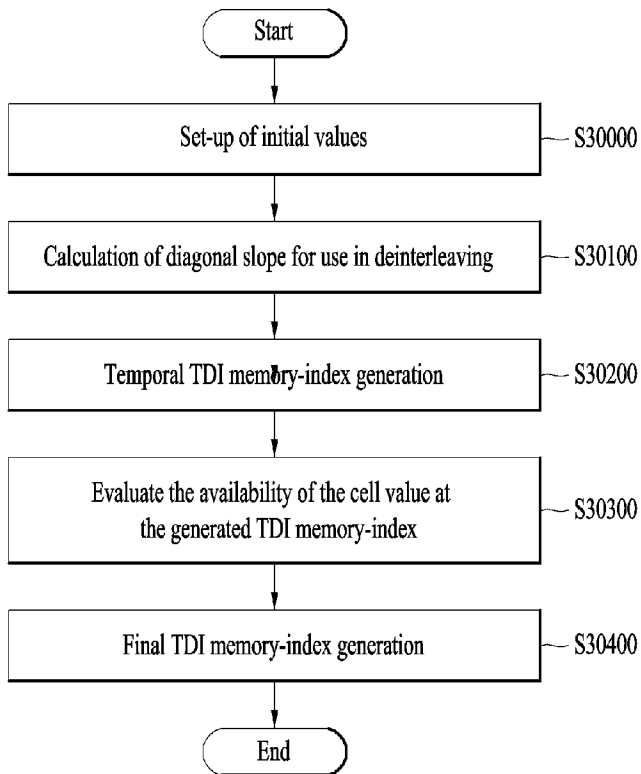 Start
Set-up of initial values
S30000
Calculation of diagonal slope for use in deinterleaving
S30100
Temporal TDI memory-index generation
S30200
Evaluate the availability of the cell value at
the generated TDI memory-index
S30300
Final TDI memory-index generation
S30400
End